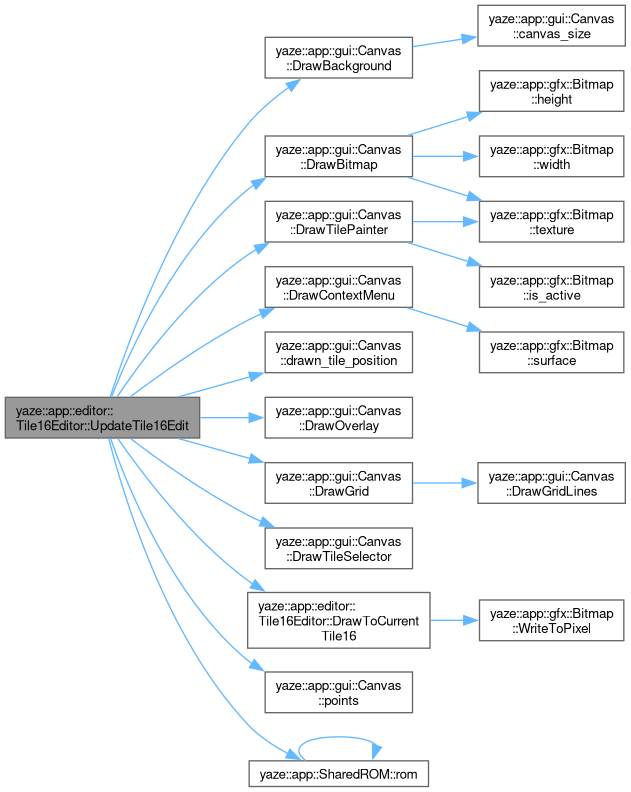 yaze::app::editor::
Tile16Editor::UpdateTile16Edit
yaze::app::gui::Canvas
::DrawBackground
yaze::app::gui::Canvas
::canvas_size
yaze::app::gui::Canvas
::DrawBitmap
yaze::app::gfx::Bitmap
::height
yaze::app::gfx::Bitmap
::width
yaze::app::gfx::Bitmap
::texture
yaze::app::gui::Canvas
::DrawTilePainter
yaze::app::gfx::Bitmap
::is_active
yaze::app::gui::Canvas
::DrawContextMenu
yaze::app::gfx::Bitmap
::surface
yaze::app::gui::Canvas
::drawn_tile_position
yaze::app::gui::Canvas
::DrawOverlay
yaze::app::gui::Canvas
::DrawGrid
yaze::app::gui::Canvas
::DrawGridLines
yaze::app::gui::Canvas
::DrawTileSelector
yaze::app::editor::
Tile16Editor::DrawToCurrent
Tile16
yaze::app::gfx::Bitmap
::WriteToPixel
yaze::app::gui::Canvas
::points
yaze::app::SharedROM::rom